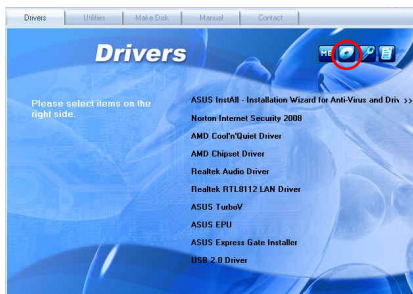 Drivers
Utilities
Make Disk
Manual
Contact
Drivers
Please select items on the
right side.
ASUS InstAll - Installation Wizard for Anti-Virus and Driv >>
Norton Internet Security 2008
AMD Cool'n'Quiet Driver
AMD Chipset Driver
Realtek Audio Driver
Realtek RTL8112 LAN Driver
ASUS TurboV
ASUS EPU
ASUS Express Gate Installer
USB 2.0 Driver